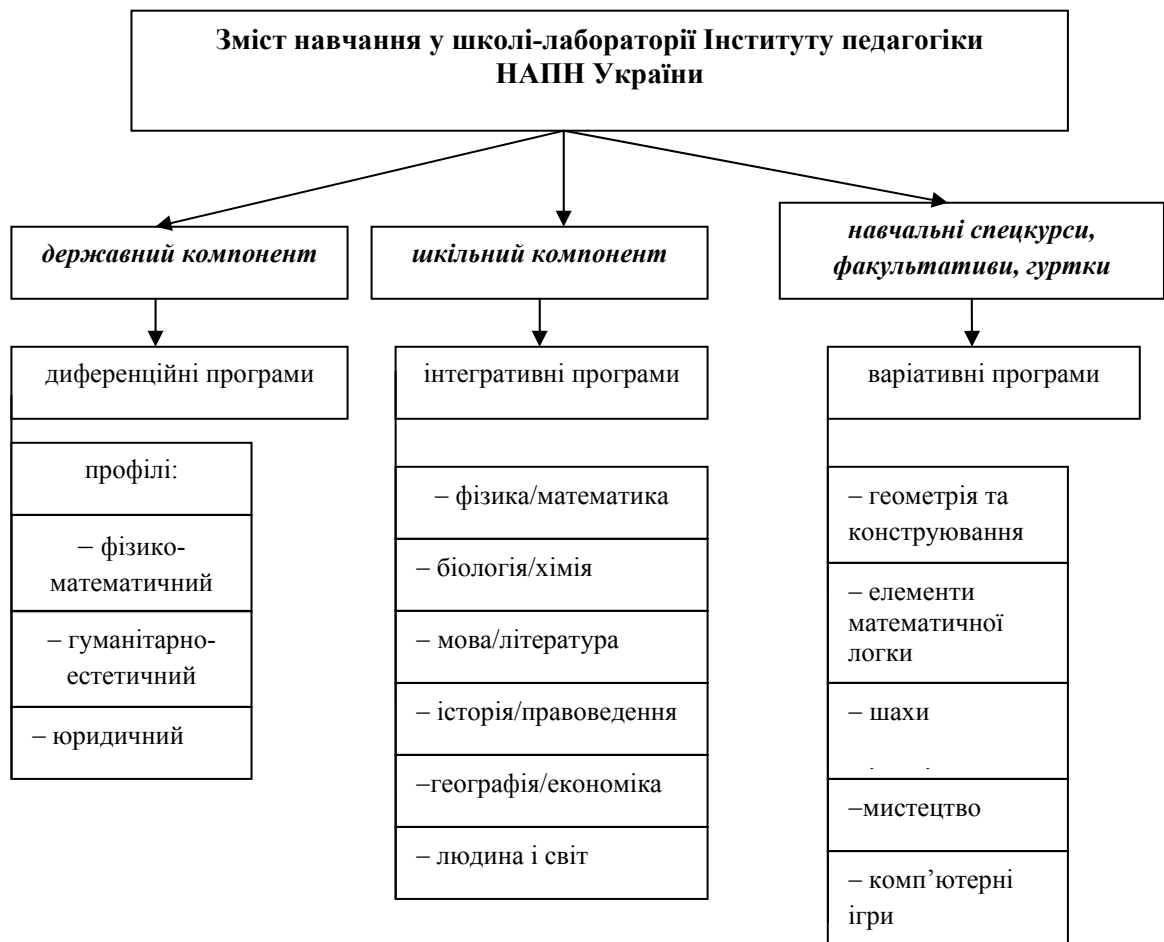 Зміст навчання у школі-лабораторії Інституту педагогіки
НАПН України
державний компонент
шкільний компонент
навчальні спецкурси,
факультативи, гуртки
диференційні програми
інтегративні програми
варіативні програми
профілі:
– фізико-
математичний
– гуманітарно-
естетичний
– юридичний
– фізика/математика
– біологія/хімія
– мова/література
– історія/правоведення
–географія/економіка
– людина і світ
– геометрія та
конструювання
– елементи
математичної
логки
– шахи
–мистецтво
– комп’ютерні
ігри